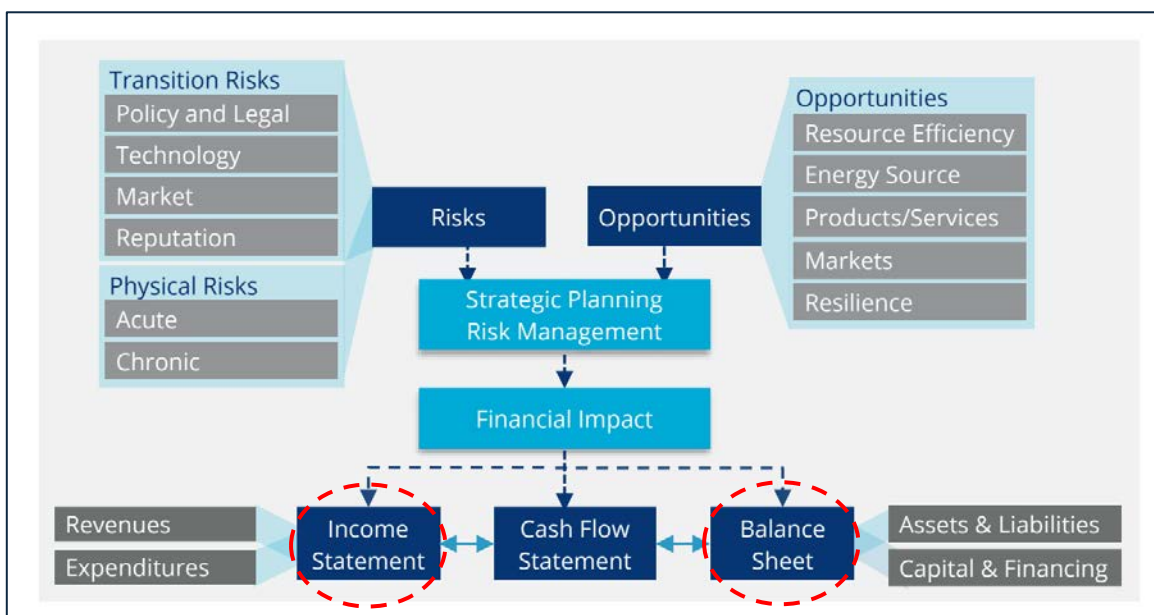 Transition Risks
Policy and Legal
Technology
Market
Reputation
Physical Risks
Acute
Chronic
Risks
Opportunities
Opportunities
Resource Efficiency
Energy Source
Products/Services
Markets
Resilience
Strategic Planning
Risk Management
Financial Impact
Revenues
Expenditures
Income
Statement
Cash Flow
Statement
Balance
Sheet
Assets & Liabilities
Capital & Financing